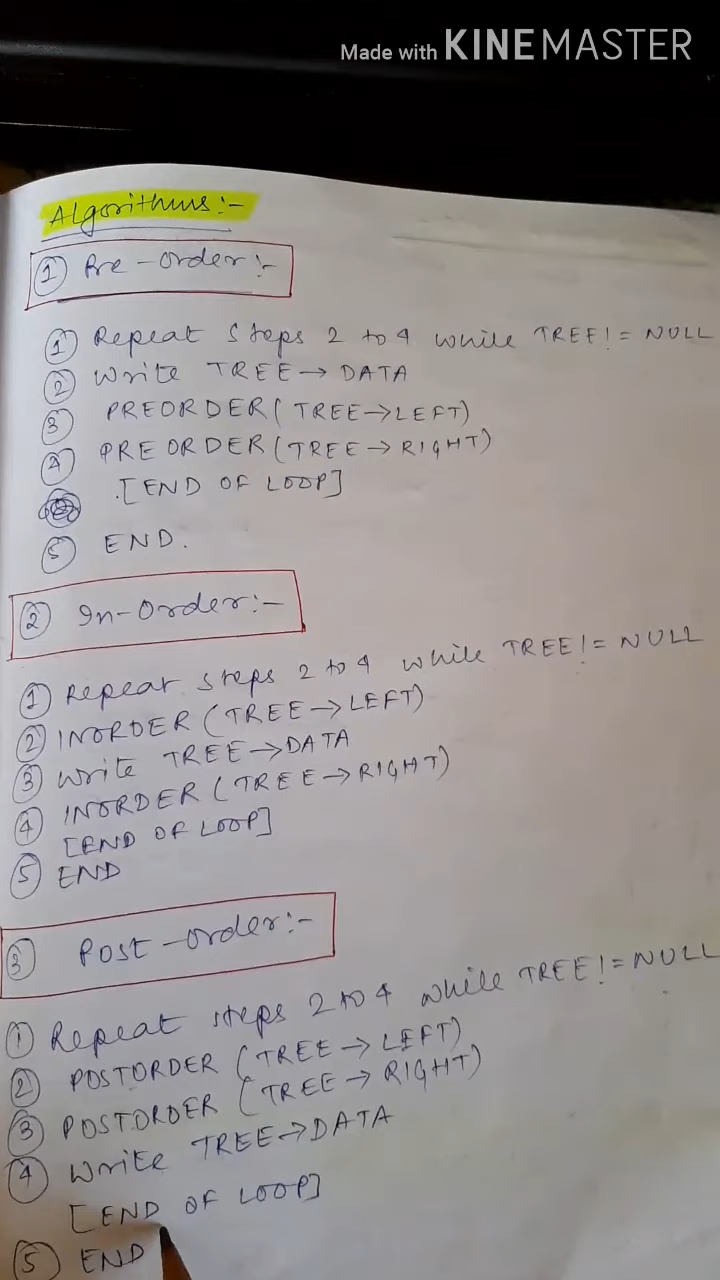 Made with KINEMASTER
Algorithms:-
① Pre-order:-
① Repeat Steps 2 to 4 while TREE != NULL
② Write TREE → DATA
③ PREORDER( TREE→LEFT)
④ PREORDER(TREE → RIGHT)
[END OF LOOP]
⑤ END.
② In-Order:-
① Repeat steps 2 to 4 while TREE != NULL
② INORDER (TREE → LEFT)
③ Write TREE → DATA
④ INORDER (TREE → RIGHT)
[END OF LOOP]
⑤ END
③ Post-order:-
① Repeat steps 2 to 4 while TREE != NULL
② POSTORDER (TREE → LEFT)
③ POSTORDER (TREE → RIGHT)
④ Write TREE→DATA
[END OF LOOP]
⑤ END